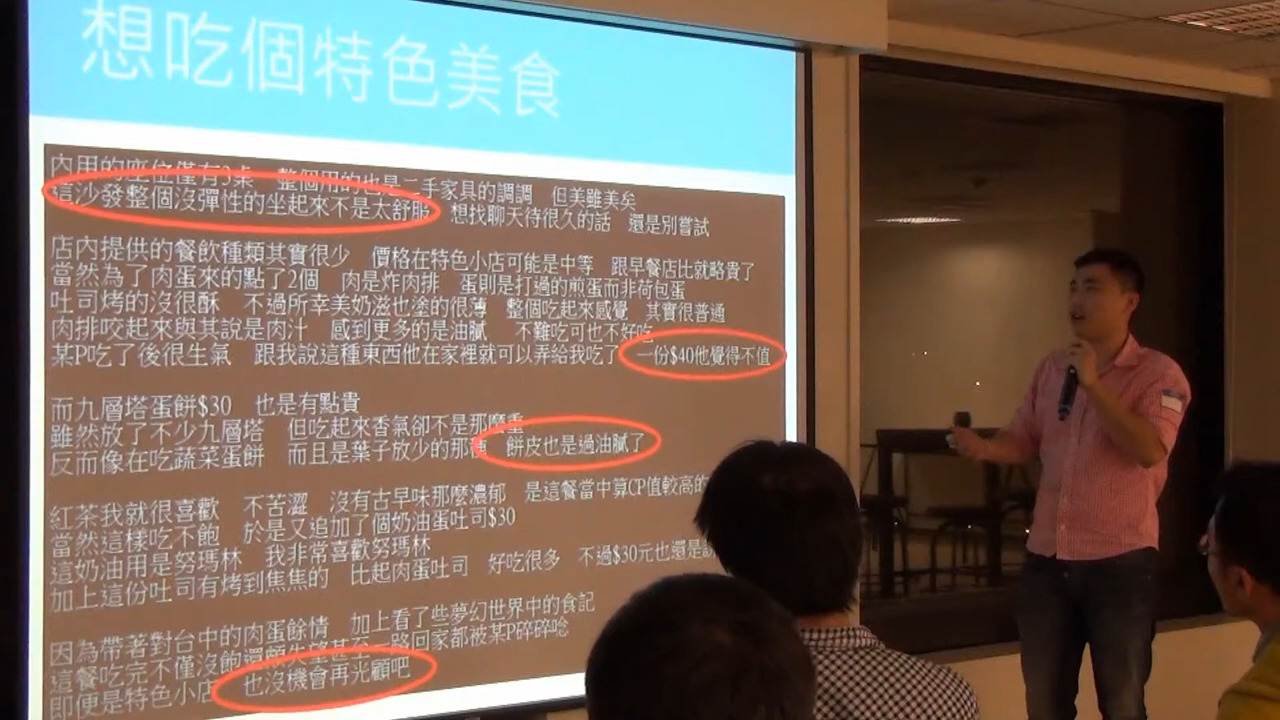 想吃個特色美食
內用的座位僅有3桌 整個用的也是二手家具的調調 但美雖美矣
這沙發整個沒彈性的坐起來不是太舒服 想找聊天待很久的話 還是別嘗試
店內提供的餐飲種類其實很少 價格在特色小店可能是中等 跟早餐店比就略貴了
當然為了肉蛋來的點了2個 肉是炸肉排 蛋則是打過的煎蛋而非荷包蛋
吐司烤的沒很酥 不過所幸美奶滋也塗的很薄 整個吃起來感覺 其實很普通
肉排咬起來與其說是肉汁 感到更多的是油膩 不難吃可也不好吃
某P吃了後很生氣 跟我說這種東西他在家裡就可以弄給我吃了 一份$40他覺得不值
而九層塔蛋餅$30 也是有點貴
雖然放了不少九層塔 但吃起來香氣卻不是那麼重
反而像在吃蔬菜蛋餅 而且是葉子放少的那種 餅皮也是過油膩了
紅茶我就很喜歡 不苦澀 沒有古早味那麼濃郁 是這餐當中算CP值較高的
當然這樣吃不飽 於是又追加了個奶油蛋吐司$30
這奶油用是努瑪林 我非常喜歡努瑪林
加上這份吐司有烤到焦焦的 比起肉蛋吐司 好吃很多 不過$30元也還是
因為帶著對台中的肉蛋餘情 加上看了些夢幻世界中的食記
這餐吃完不僅沒飽還頗失望甚至一路回家都被某P碎碎唸
即便是特色小店 也沒機會再光顧吧